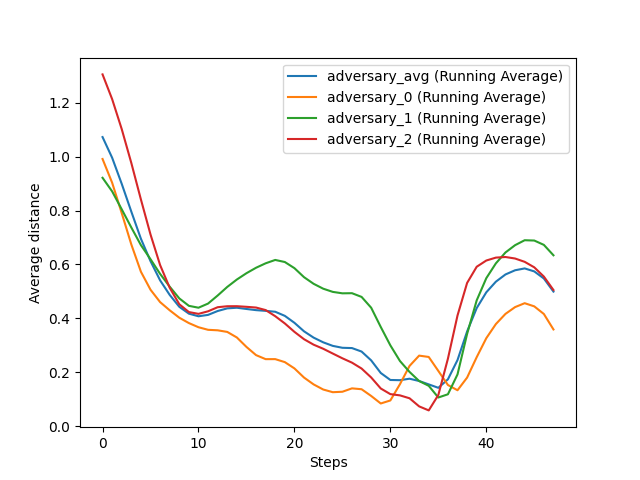 adversary_avg (Running Average)
adversary_0 (Running Average)
adversary_1 (Running Average)
adversary_2 (Running Average)
Average distance
1.2
1.0
0.8
0.6
0.4
0.2
0.0
0 10 20 30 40
Steps